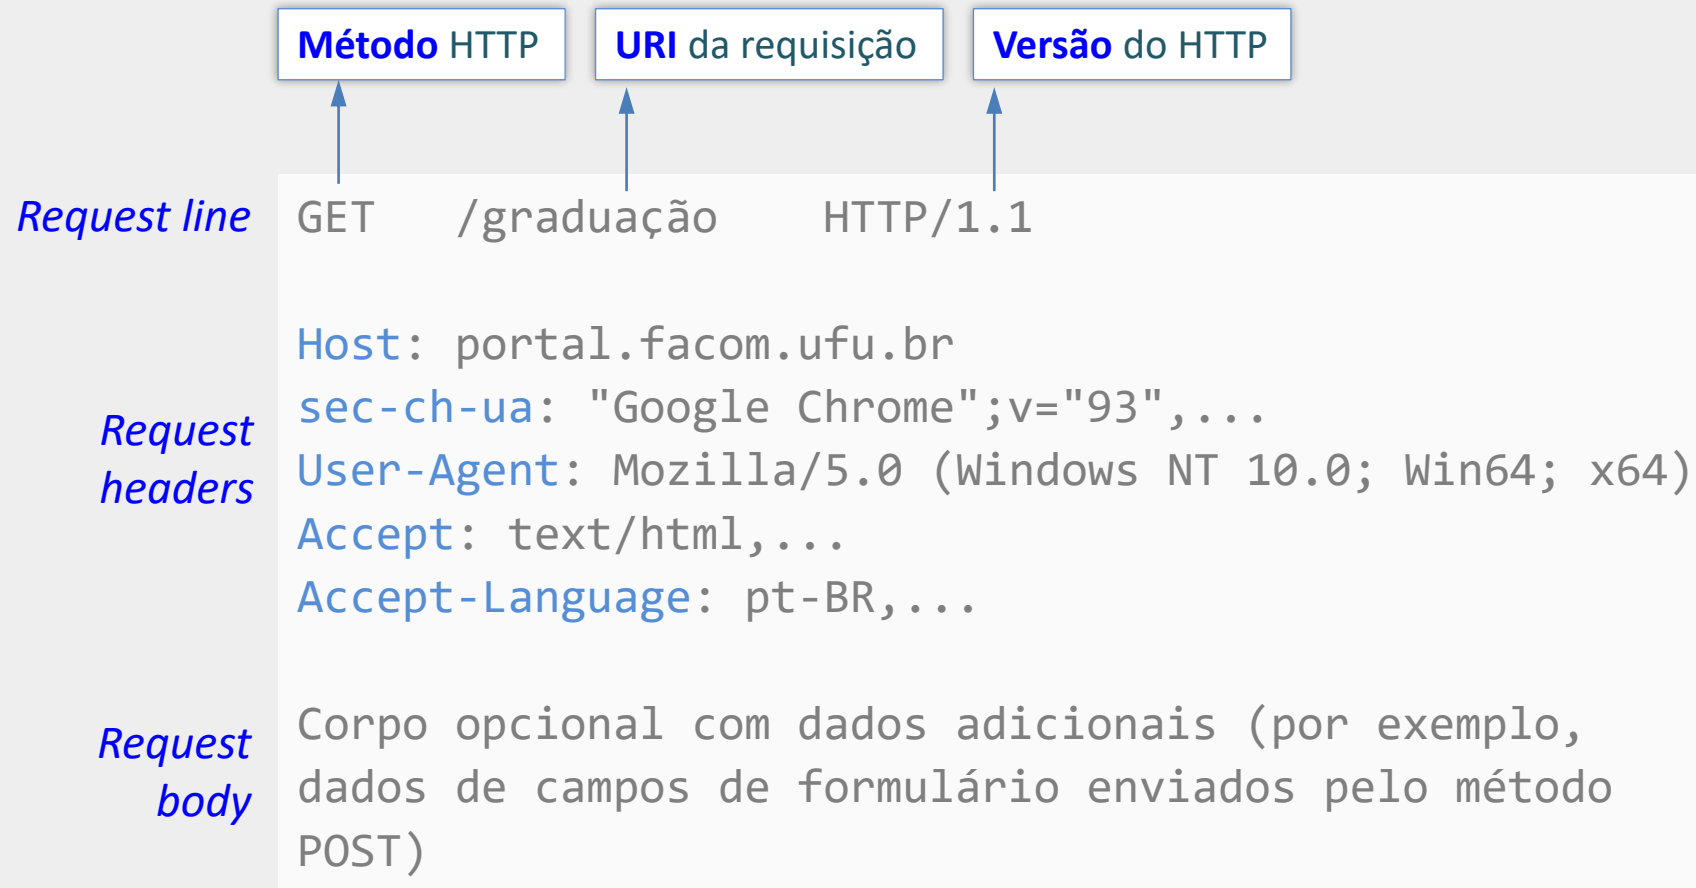 Método HTTP
URI da requisição
Versão do HTTP
Request line
GET /graduação HTTP/1.1
Request
headers
Host: portal.facom.ufu.br
sec-ch-ua: "Google Chrome";v="93",...
User-Agent: Mozilla/5.0 (Windows NT 10.0; Win64; x64)
Accept: text/html,...
Accept-Language: pt-BR,...
Request
body
Corpo opcional com dados adicionais (por exemplo,
dados de campos de formulário enviados pelo método
POST)